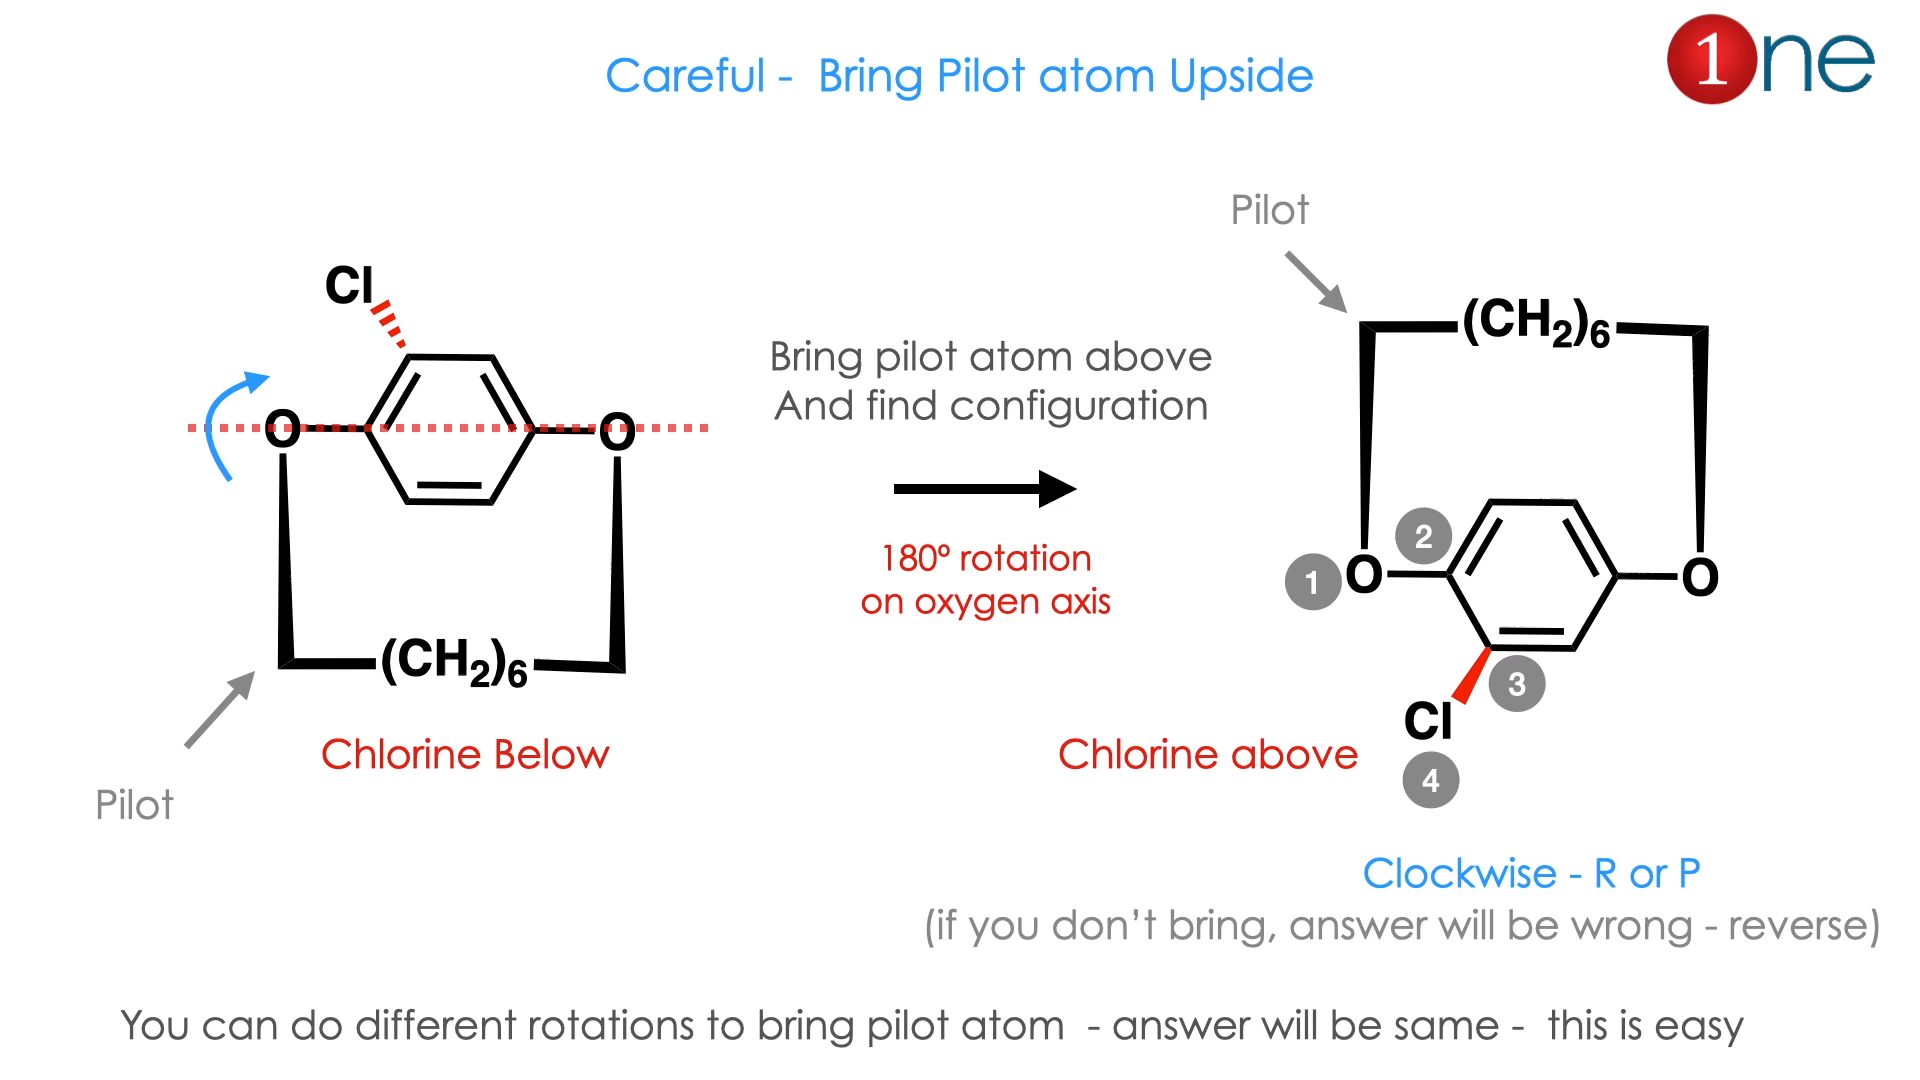 1ne
Careful - Bring Pilot atom Upside
Pilot
Cl
(CH2)6
O
O
Bring pilot atom above
And find configuration
180º rotation
on oxygen axis
2
1
O
O
3
Cl
4
(CH2)6
Chlorine Below
Chlorine above
Pilot
Clockwise - R or P
(if you don’t bring, answer will be wrong - reverse)
You can do different rotations to bring pilot atom - answer will be same - this is easy